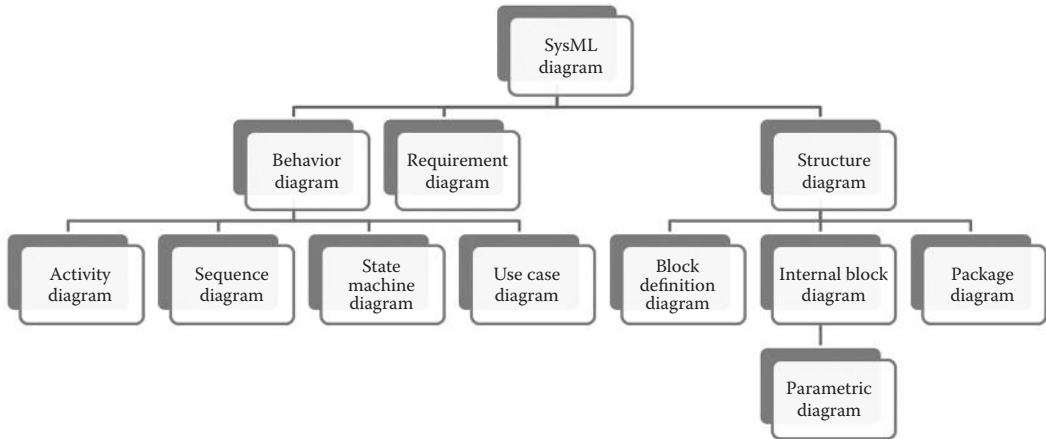 SysML
diagram
Behavior
diagram
Requirement
diagram
Structure
diagram
Activity
diagram
Sequence
diagram
State
machine
diagram
Use case
diagram
Block
definition
diagram
Internal block
diagram
Package
diagram
Parametric
diagram